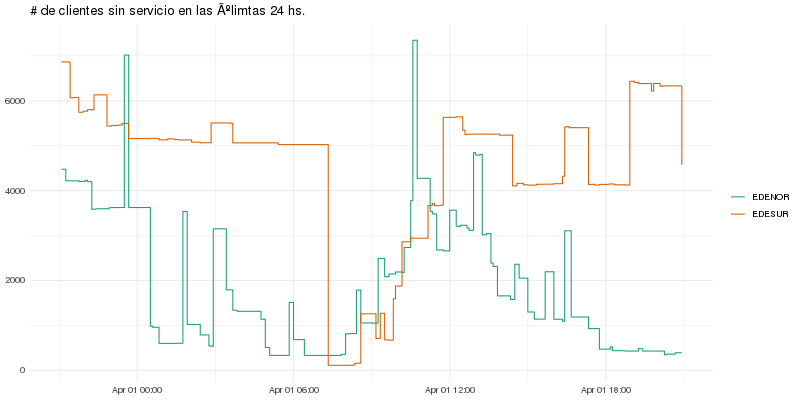 # de clientes sin servicio en las Ãºlimtas 24 hs.
6000
4000
2000
0
Apr 01 00:00
Apr 01 06:00
Apr 01 12:00
Apr 01 18:00
EDENOR
EDESUR